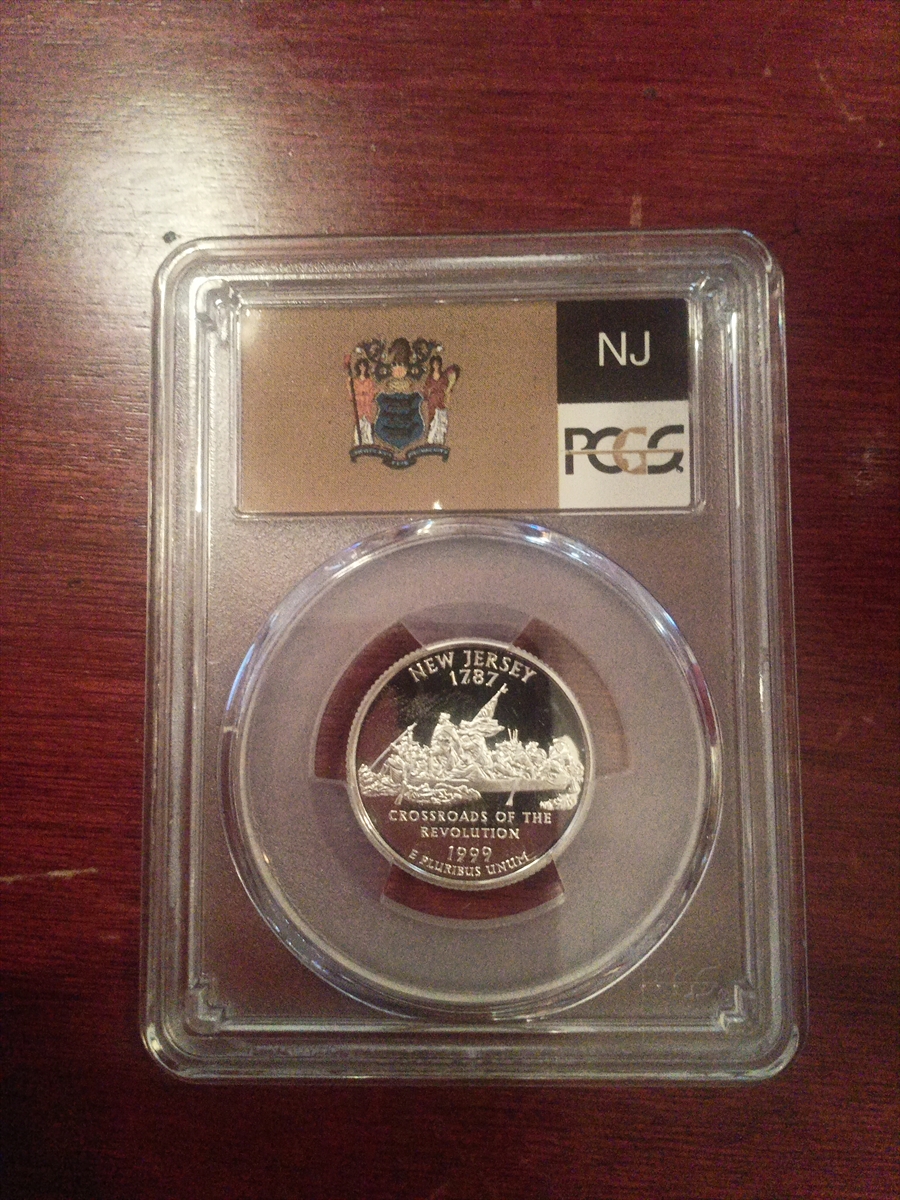 NJ
PCGS
NEW JERSEY
1787
CROSSROADS OF THE
REVOLUTION
1999
E PLURIBUS UNUM